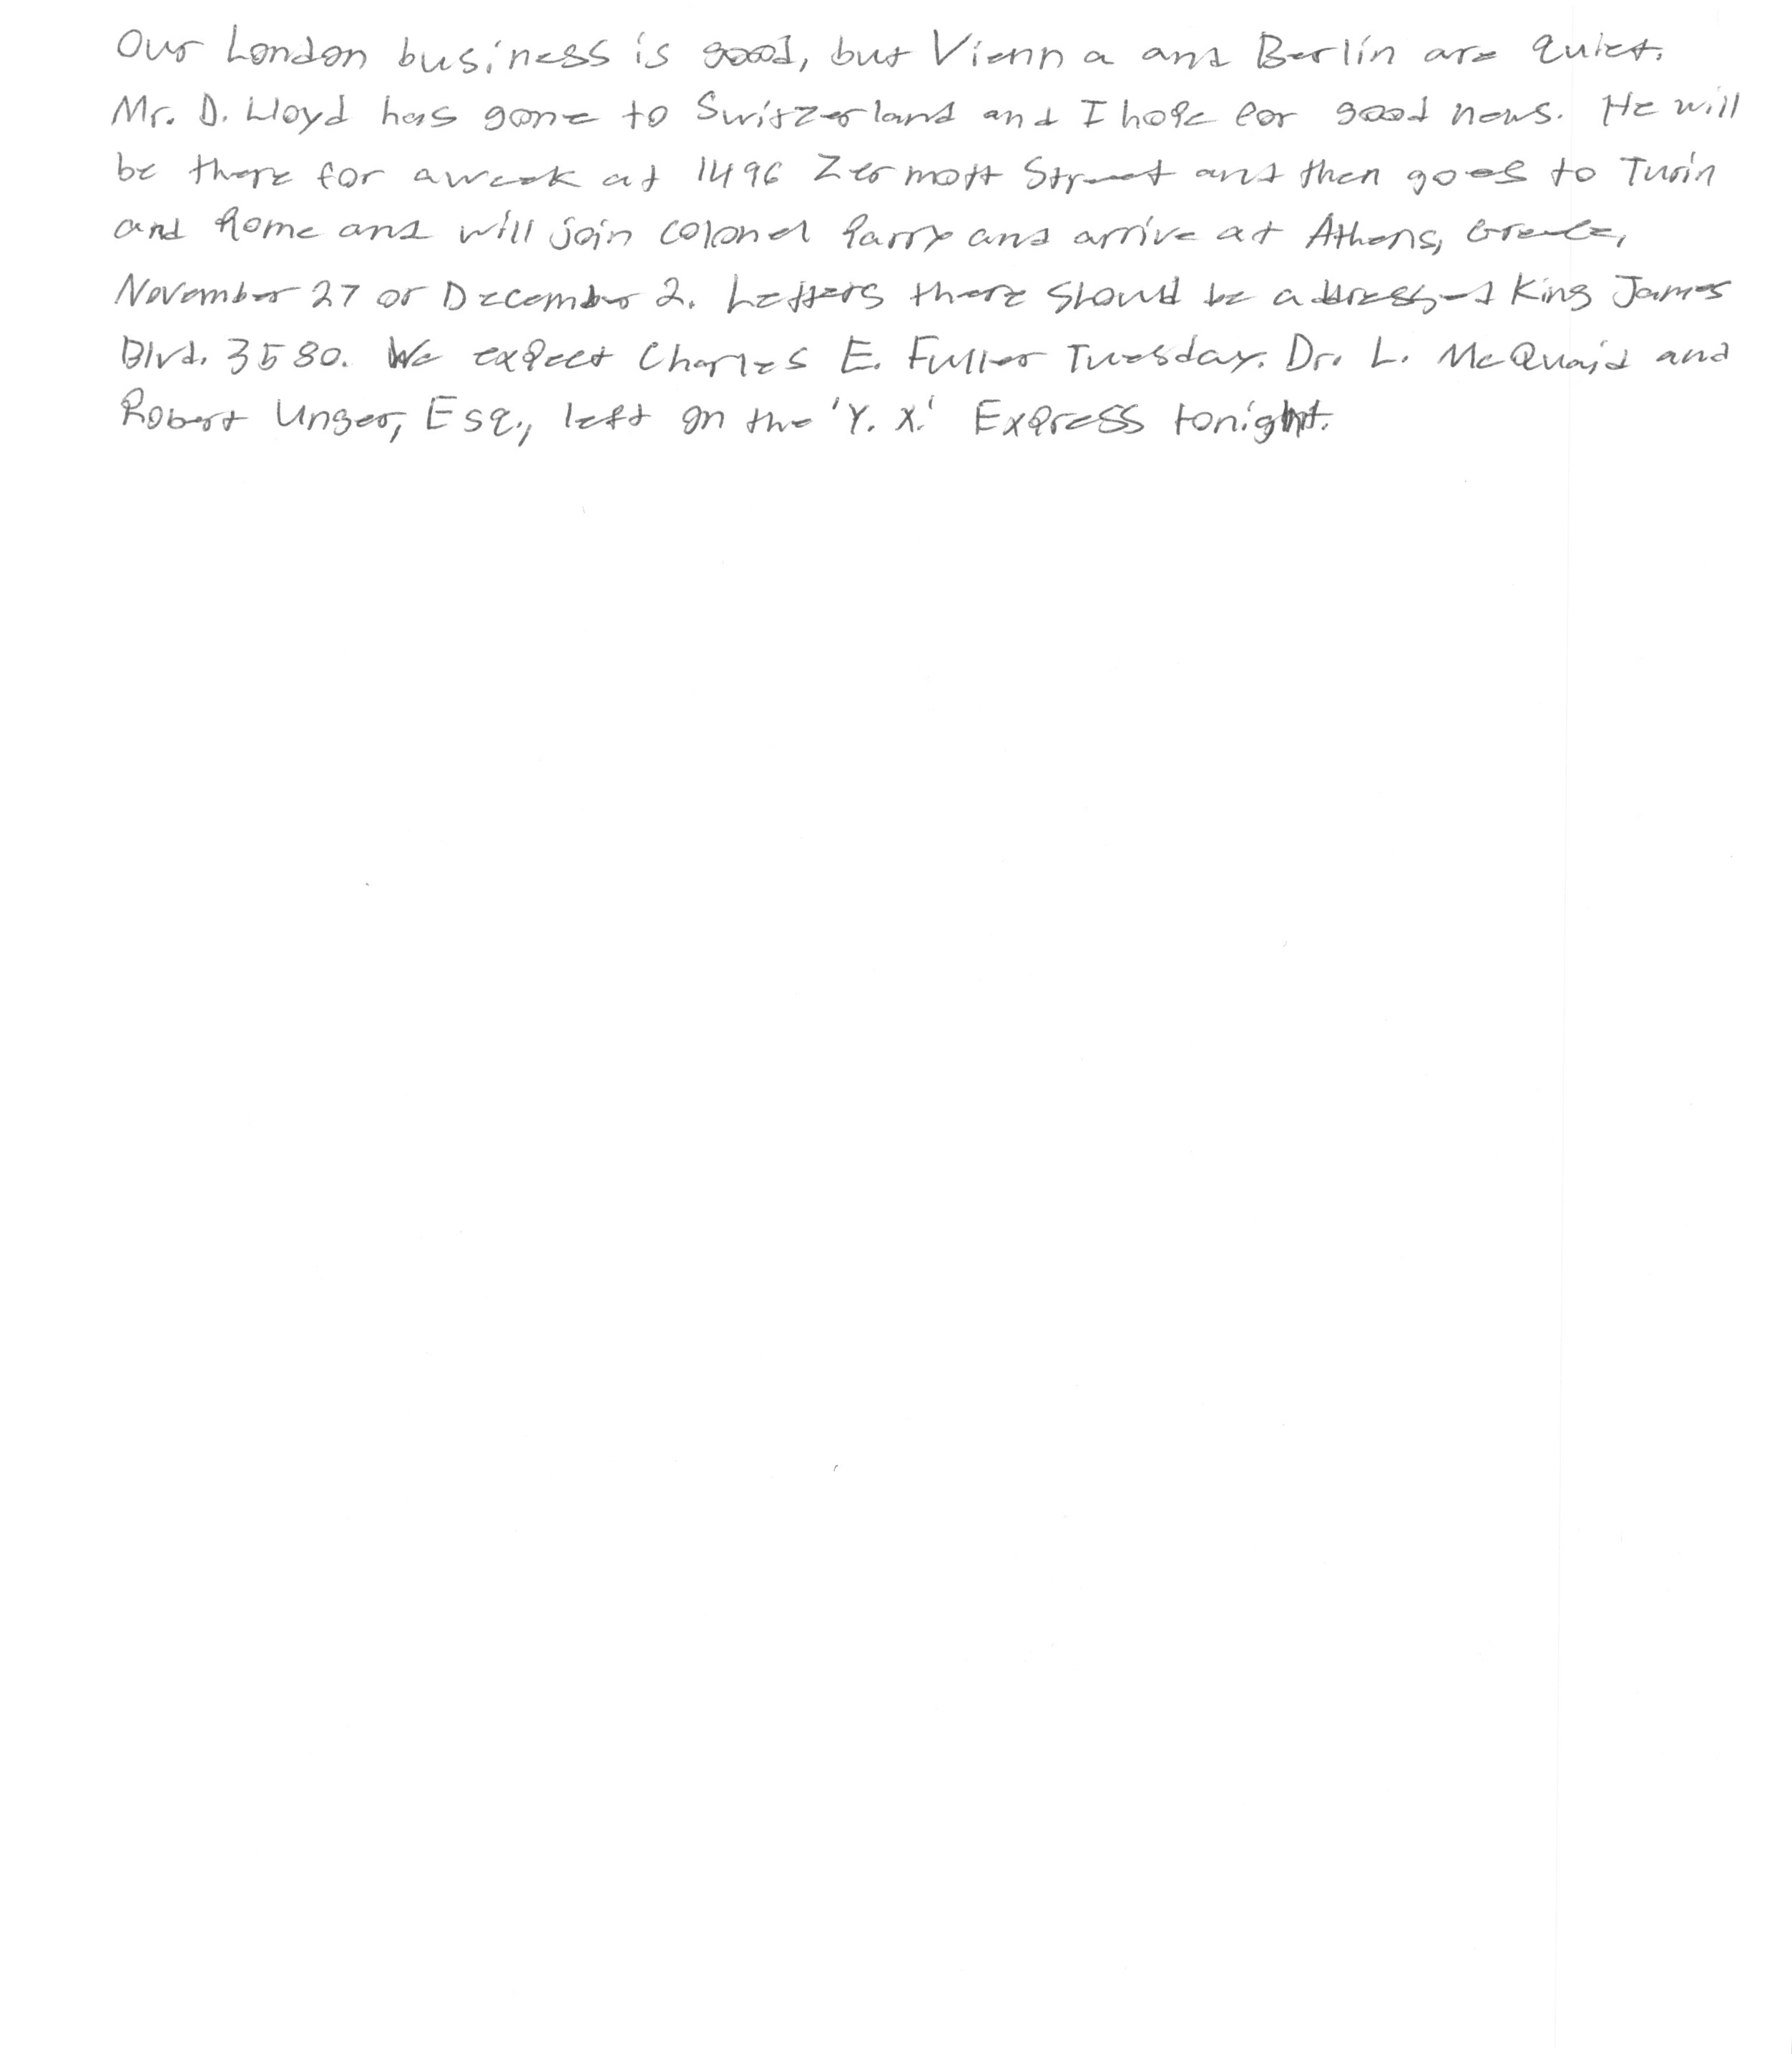 Our London business is good, but Vienna and Berlin are quiet.
Mr. D. Lloyd has gone to Switzerland and I hope for good news. He will
be there for a week at 1496 Zermott Street and then goes to Turin
and Rome and will join Colonel Parry and arrive at Athens, Greece,
November 27 or December 2. Letters there should be addressed King James
Blvd. 3580. We expect Charles E. Fuller Tuesday. Dr. L. McQuaid and
Robert Unger, Esq., left on the 'Y. X.' Express tonight.